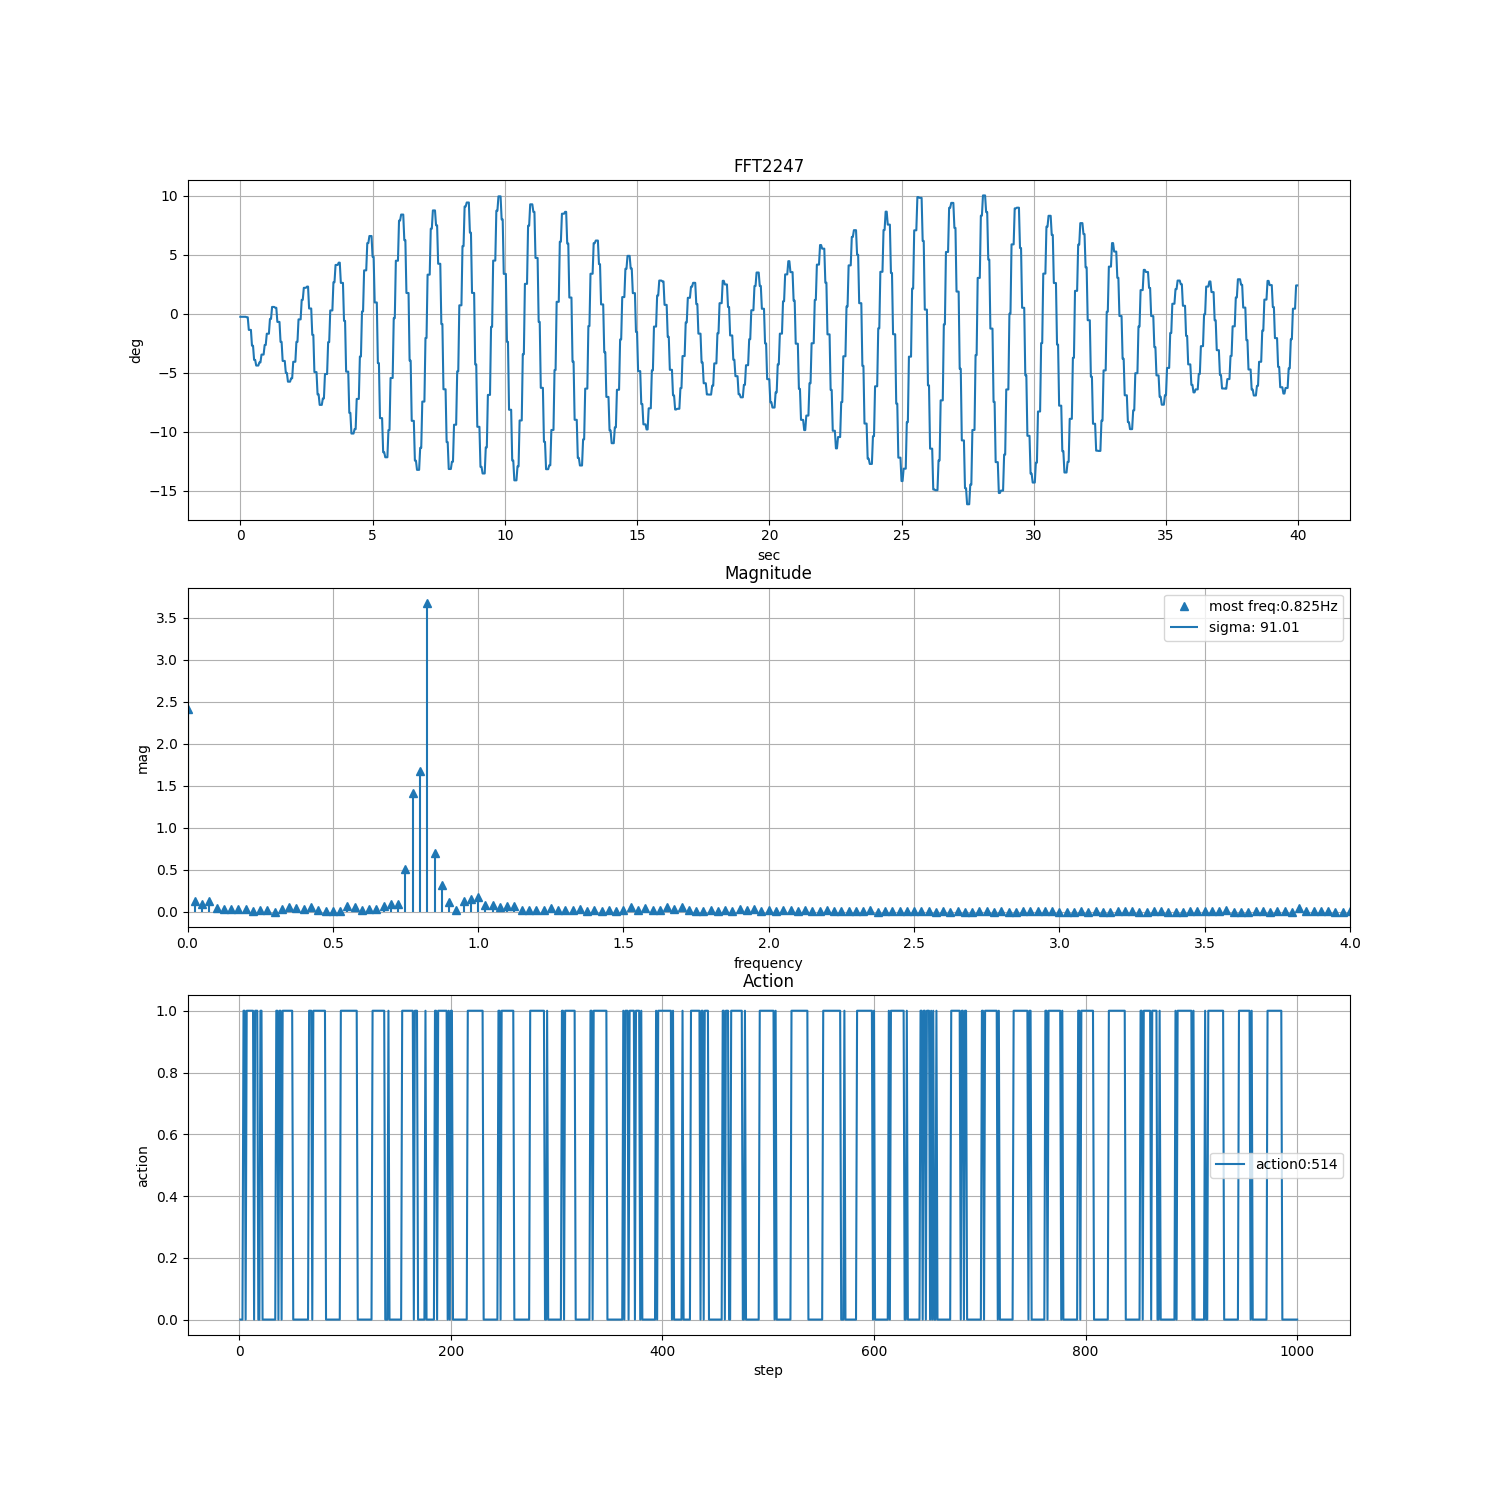 FFT2247
10
5
0
−5
−10
−15
deg
0 5 10 15 20 25 30 35 40
sec
Magnitude
most freq:0.825Hz
sigma: 91.01
3.5
3.0
2.5
2.0
1.5
1.0
0.5
0.0
mag
0.0 0.5 1.0 1.5 2.0 2.5 3.0 3.5 4.0
frequency
Action
1.0
0.8
0.6
0.4
0.2
0.0
action
action0:514
0 200 400 600 800 1000
step